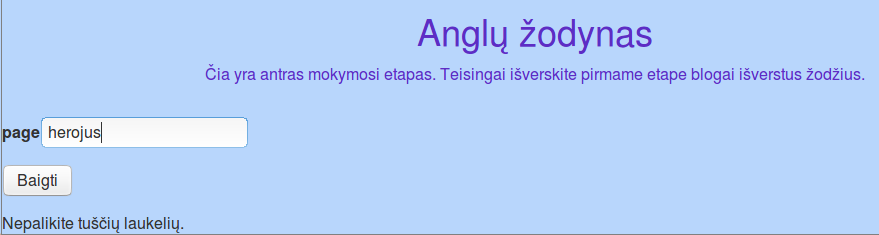 Anglų žodynas
Čia yra antras mokymosi etapas. Teisingai išverskite pirmame etape blogai išverstus žodžius.
page herojus
Baigti
Nepalikite tuščių laukelių.